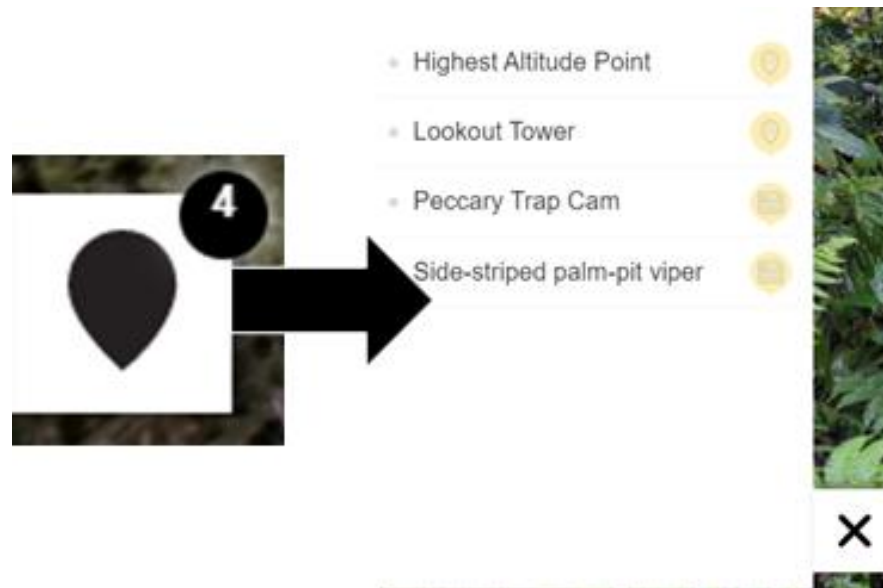 4
Highest Altitude Point
Lookout Tower
Peccary Trap Cam
Side-striped palm-pit viper